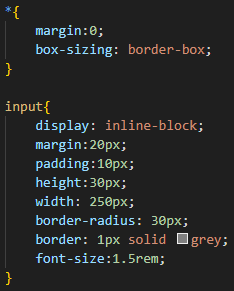 *{
    margin:0;
    box-sizing: border-box;
}

input{
    display: inline-block;
    margin:20px;
    padding:10px;
    height:30px;
    width: 250px;
    border-radius: 30px;
    border: 1px solid grey;
    font-size:1.5rem;
}